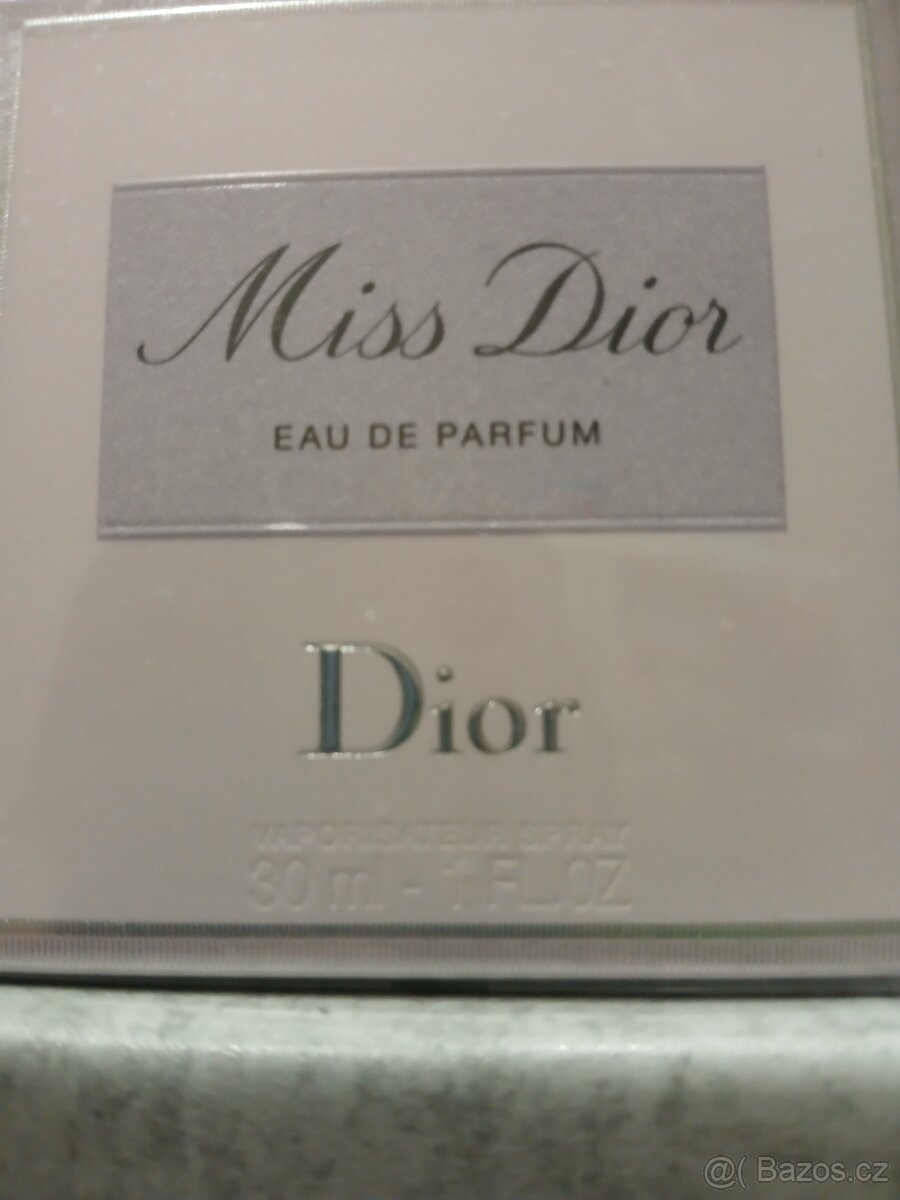 Miss Dior
EAU DE PARFUM
Dior
VAPORISATEUR SPRAY
30 ml - 1 FL.OZ
@( Bazos.cz